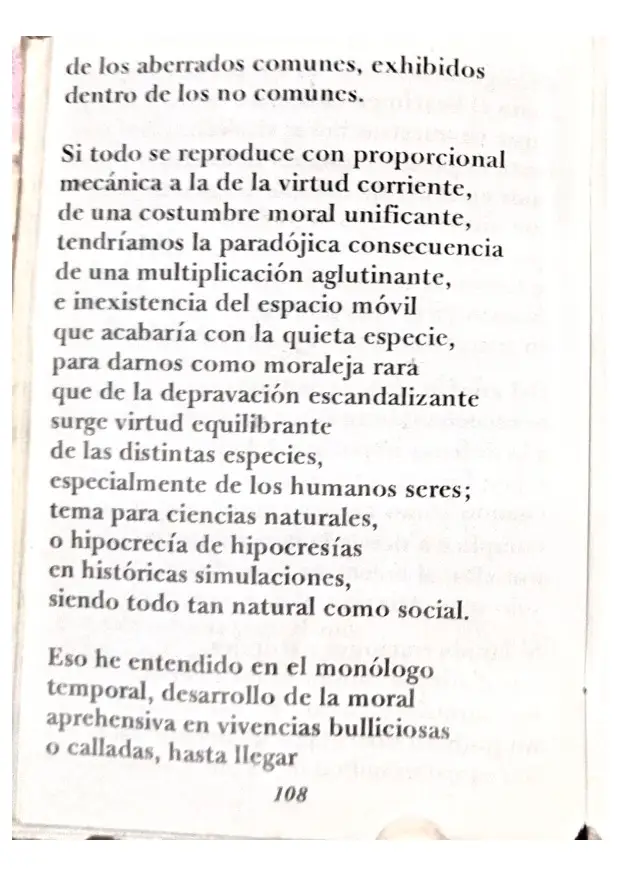 de los aberrados comunes, exhibidos
dentro de los no comunes.
Si todo se reproduce con proporcional
mecánica a la de la virtud corriente,
de una costumbre moral unificante,
tendríamos la paradójica consecuencia
de una multiplicación aglutinante,
e inexistencia del espacio móvil
que acabaría con la quieta especie,
para darnos como moraleja rará
que de la depravación escandalizante
surge virtud equilibrante
de las distintas especies,
especialmente de los humanos seres;
tema para ciencias naturales,
o hipocrecía de hipocresías
en históricas simulaciones,
siendo todo tan natural como social.
Eso he entendido en el monólogo
temporal, desarrollo de la moral
aprehensiva en vivencias bulliciosas
o calladas, hasta llegar
108